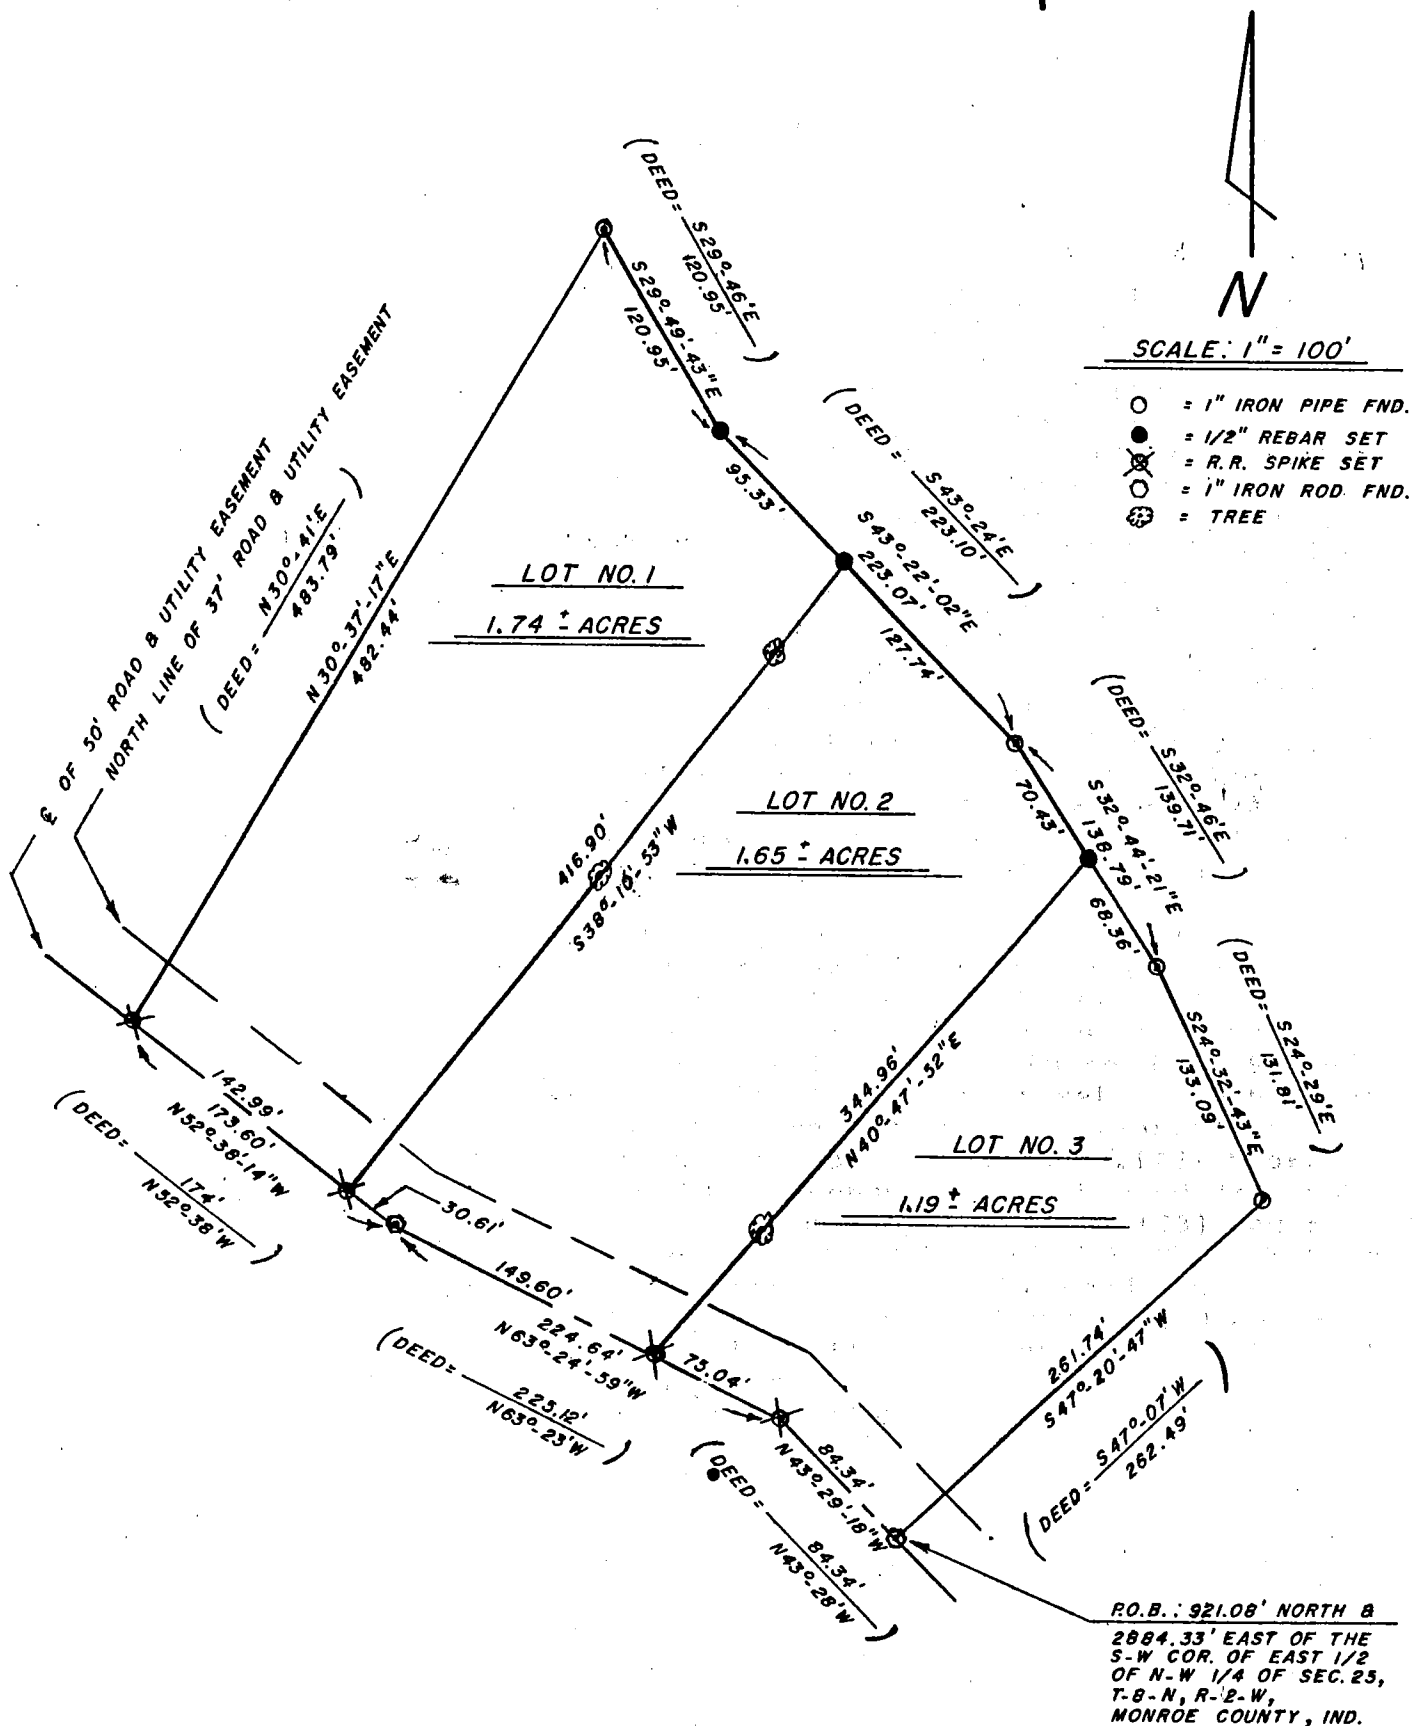 N
SCALE: 1" = 100'
= 1" IRON PIPE FND.
= 1/2" REBAR SET
= R.R. SPIKE SET
= 1" IRON ROD FND.
= TREE
(DEED= S29°-46'E
120.95')
S29°-49'-43"E
120.95'
(DEED = S43°-24'E
223.10')
95.33'
S43°-22'-02"E
223.07'
127.74'
℄ OF 50' ROAD & UTILITY EASEMENT
NORTH LINE OF 37' ROAD & UTILITY EASEMENT
(DEED= N30°-41'E
483.79')
N30°-37'-17"E
482.44'
LOT NO. 1
1.74 ± ACRES
(DEED= S32°-46'E
139.71')
S32°-44'-21"E
138.79'
70.43'
68.36'
LOT NO. 2
1.65 ± ACRES
416.90'
(DEED= S24°-29'E
131.81')
S24°-32'-43"E
133.09'
344.96'
N40°-47'-52"E
LOT NO. 3
1.19 ± ACRES
142.99'
173.60'
N52°-38'-14"W
(DEED= 174'
N52°-38'W)
30.61'
149.60'
224.64'
N63°-24'-59"W
(DEED= 225.12'
N63°-23'W)
75.04'
84.34'
N43°-29'-18"W
(DEED= 84.34'
N43°-28'W)
261.74'
S47°-20'-47"W
(DEED= S47°-07'W
262.49')
P.O.B.: 921.08' NORTH &
2884.33' EAST OF THE
S-W COR. OF EAST 1/2
OF N-W 1/4 OF SEC. 25,
T-8-N, R-2-W,
MONROE COUNTY, IND.